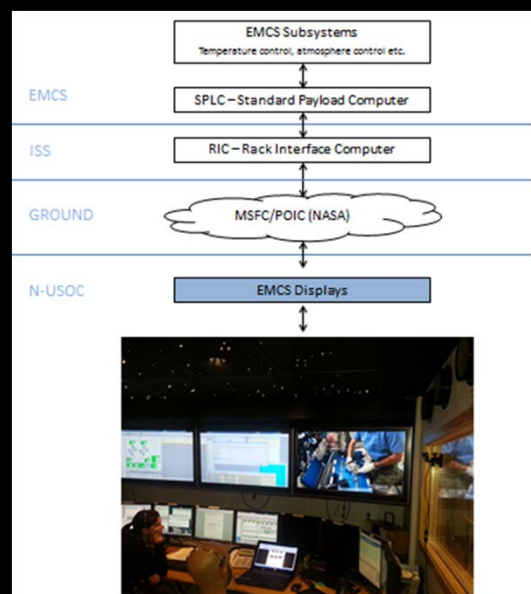 EMCS Subsystems
Temperature control, atmosphere control etc.
EMCS
SPLC – Standard Payload Computer
ISS
RIC – Rack Interface Computer
GROUND
MSFC/POIC (NASA)
N-USOC
EMCS Displays